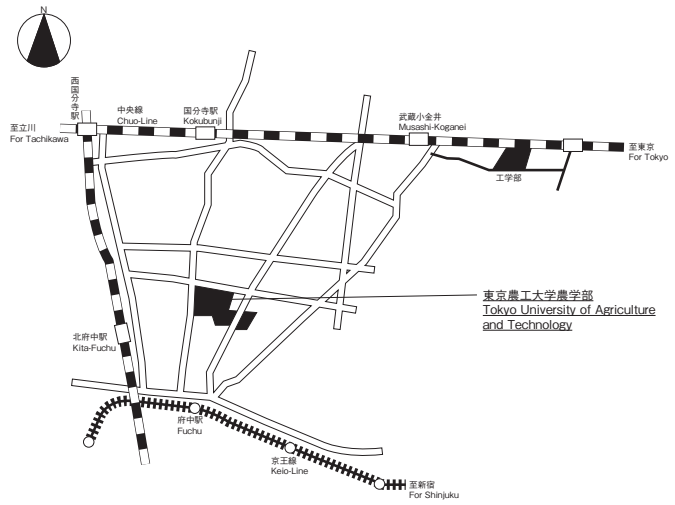 N
西国分寺駅
中央線
Chuo-Line
国分寺駅
Kokubunji
武蔵小金井
Musashi-Koganei
至立川
For Tachikawa
至東京
For Tokyo
工学部
東京農工大学農学部
Tokyo University of Agriculture
and Technology
北府中駅
Kita-Fuchu
府中駅
Fuchu
京王線
Keio-Line
至新宿
For Shinjuku